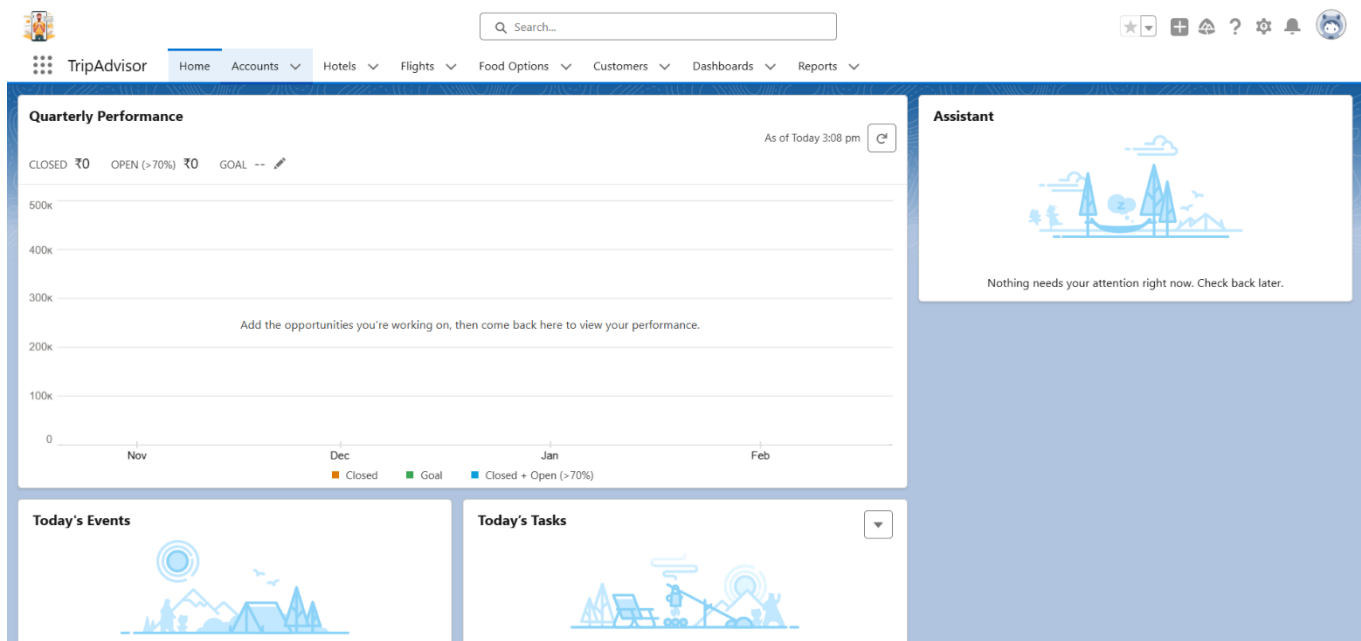 Search...
TripAdvisor Home Accounts Hotels Flights Food Options Customers Dashboards Reports
Quarterly Performance
As of Today 3:08 pm
CLOSED ₹0 OPEN (>70%) ₹0 GOAL --
500K
400K
300K
Add the opportunities you're working on, then come back here to view your performance.
200K
100K
0
Nov Dec Jan Feb
Closed Goal Closed + Open (>70%)
Assistant
z
Nothing needs your attention right now. Check back later.
Today's Events
Today's Tasks